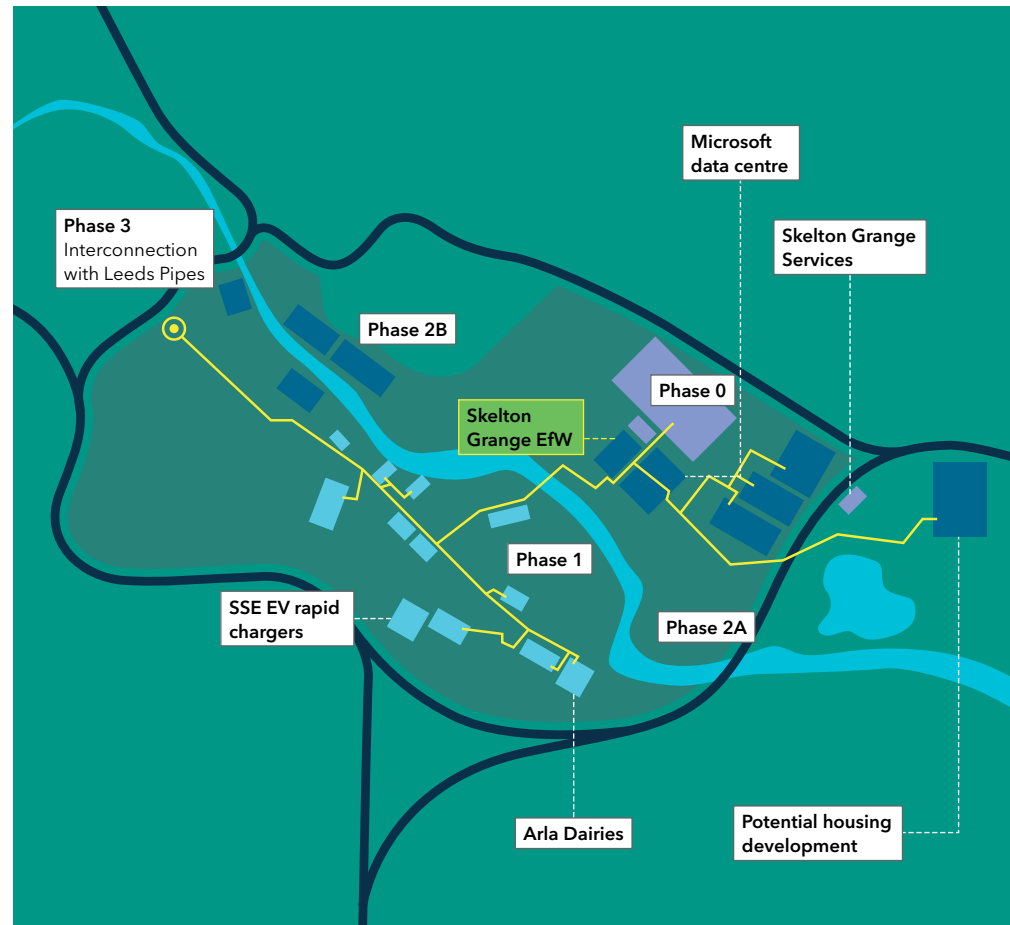 Microsoft
data centre
Phase 3
Interconnection
with Leeds Pipes
Skelton Grange
Services
Phase 2B
Phase 0
Skelton
Grange EfW
Phase 1
SSE EV rapid
chargers
Phase 2A
Arla Dairies
Potential housing
development